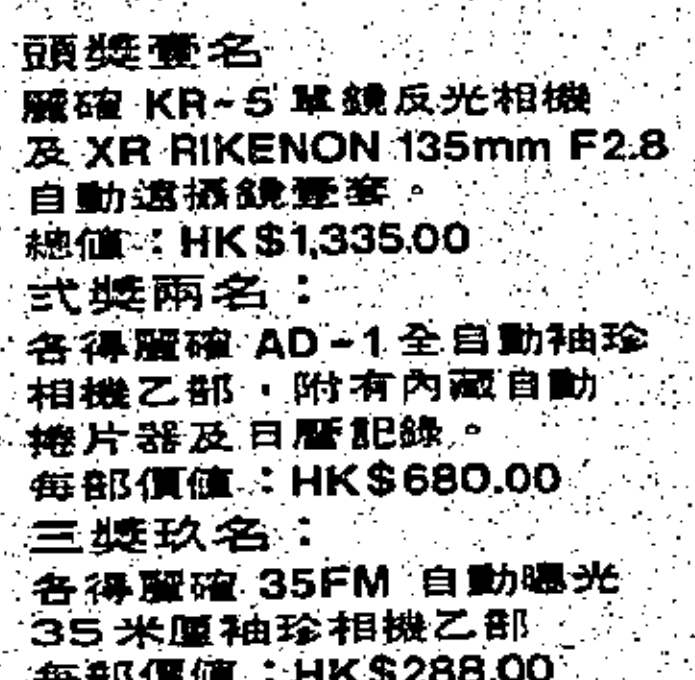 頭獎壹名
麗確 KR-5 單鏡反光相機
及 XR RIKENON 135mm F2.8
自動遠攝鏡壹套。
總值：HK$1,335.00
式獎兩名：
各得麗確 AD-1 全自動袖珍
相機乙部，附有內藏自動
捲片器及日曆記錄。
每部價值：HK$680.00
三獎玖名：
各得麗確 35FM 自動曝光
35米厘袖珍相機乙部
每部價值：HK$288.00